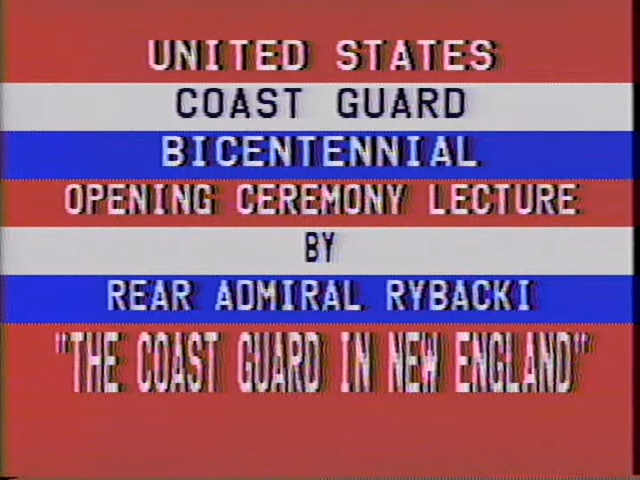 UNITED STATES
COAST GUARD
BICENTENNIAL
OPENING CEREMONY LECTURE
BY
REAR ADMIRAL RYBACKI
"THE COAST GUARD IN NEW ENGLAND"